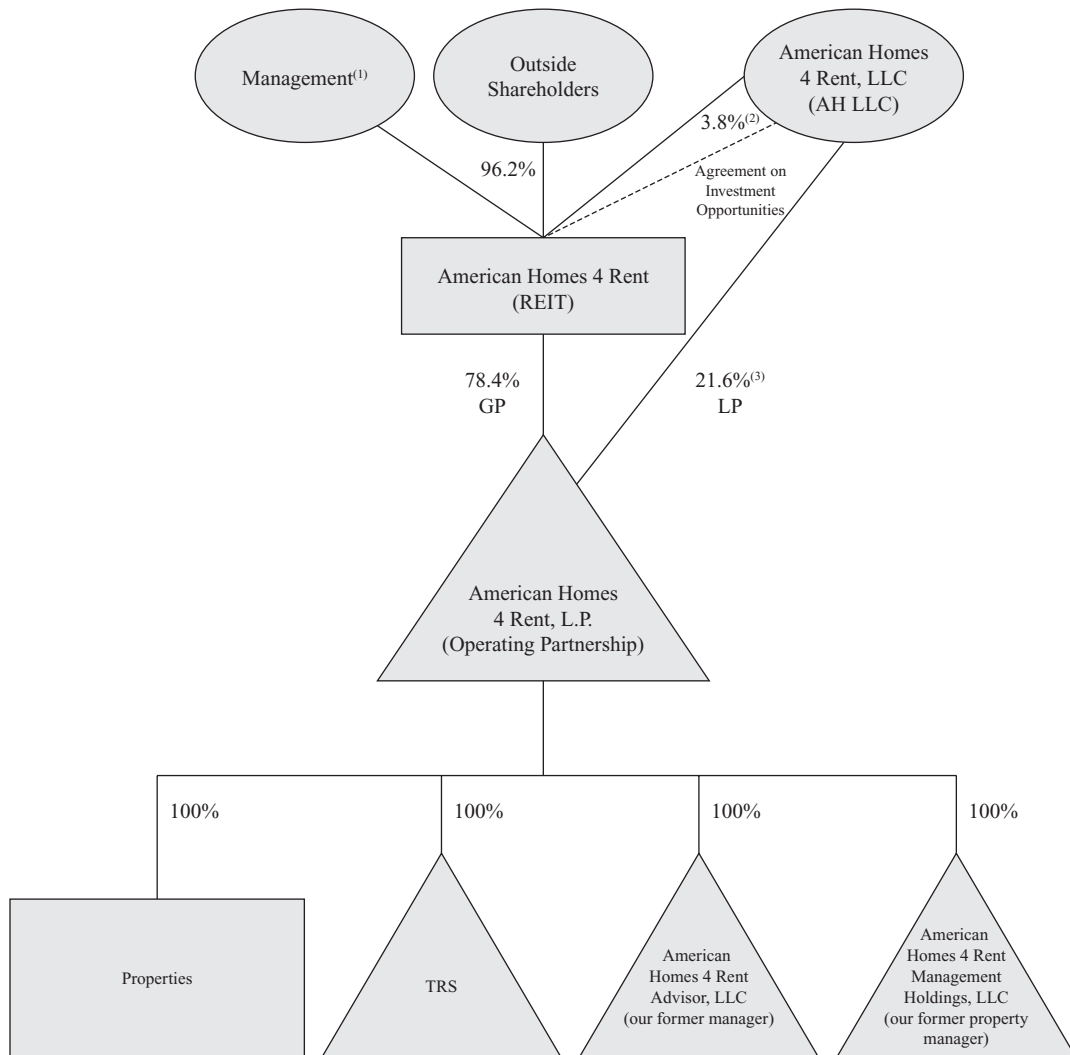 Management(1)
Outside
Shareholders
American Homes
4 Rent, LLC
(AH LLC)
96.2%
3.8%(2)
Agreement on
Investment
Opportunities
American Homes 4 Rent
(REIT)
78.4%
GP
21.6%(3)
LP
American Homes
4 Rent, L.P.
(Operating Partnership)
100%
100%
100%
100%
Properties
TRS
American
Homes 4 Rent
Advisor, LLC
(our former manager)
American
Homes 4 Rent
Management
Holdings, LLC
(our former property
manager)